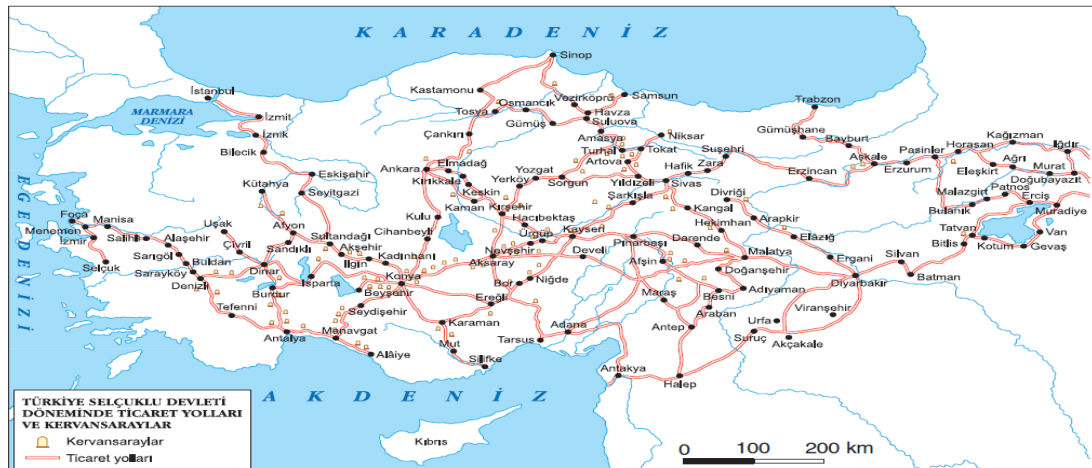 KARADENİZ
Sinop
Kastamonu
Vezirköprü
Samsun
İstanbul
Tosya
Osmancık
Havza
Trabzon
MARMARA
DENİZİ
İzmit
Gümüş
Suluova
İznik
Çankırı
Amasya
Niksar
Gümüşhane
Bayburt
Kağızman
Bilecik
Turhal
Tokat
Suşehri
Aşkale
Pasinler
Horasan
Iğdır
Ankara
Elmadağ
Artova
Hafik
Zara
Erzurum
Ağrı
Eleşkirt
Murat
Eskişehir
Kırıkkale
Yozgat
Sorgun
Yıldızeli
Sivas
Erzincan
Doğubayazıt
Kütahya
Seyitgazi
Keskin
Yerköy
Divriği
Malazgirt
Patnos
Erciş
EGE DENİZİ
Kaman
Kırşehir
Şarkışla
Kangal
Bulanık
Muradiye
Foça
Manisa
Uşak
Afyon
Kulu
Hacıbektaş
Hekimhan
Arapkir
Menemen
İzmir
Salihli
Alaşehir
Çivril
Sandıklı
Sultandağı
Cihanbeyli
Ürgüp
Kayseri
Pınarbaşı
Darende
Elazığ
Tatvan
Van
Sarıgöl
Buldan
Akşehir
Nevşehir
Develi
Malatya
Ergani
Silvan
Bitlis
Kotum
Gevaş
Selçuk
Sarayköy
Dinar
Ilgın
Kadınhanı
Aksaray
Afşin
Doğanşehir
Diyarbakır
Batman
Denizli
Isparta
Konya
Bor
Niğde
Burdur
Beyşehir
Maraş
Besni
Adıyaman
Tefenni
Seydişehir
Ereğli
Araban
Viranşehir
Karaman
Adana
Antep
Urfa
Antalya
Manavgat
Mut
Tarsus
Suruç
Akçakale
Alâiye
Silifke
Antakya
Halep
AKDENİZ
Kıbrıs
TÜRKİYE SELÇUKLU DEVLETİ
DÖNEMİNDE TİCARET YOLLARI
VE KERVANSARAYLAR
Kervansaraylar
Ticaret yolları
0 100 200 km